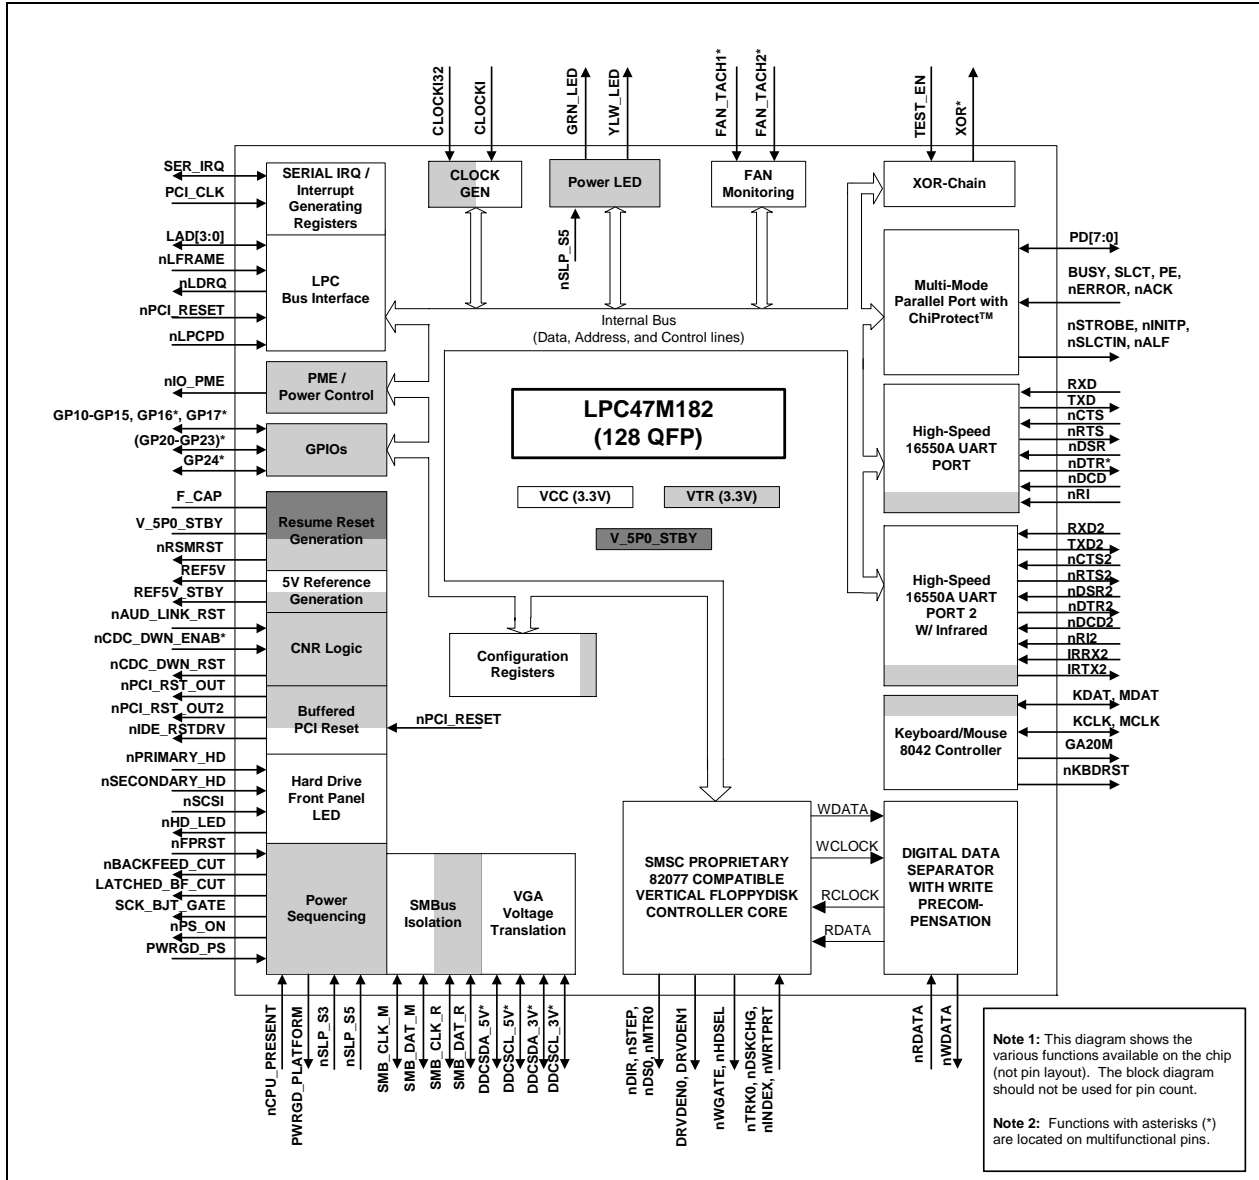 CLOCKI32
CLOCKI
GRN_LED
YLW_LED
FAN_TACH1*
FAN_TACH2*
TEST_EN
XOR*
SER_IRQ
PCI_CLK
LAD[3:0]
nLFRAME
nLDRQ
nPCI_RESET
nLPCPD
nIO_PME
GP10-GP15, GP16*, GP17*
(GP20-GP23)*
GP24*
F_CAP
V_5P0_STBY
nRSMRST
REF5V
REF5V_STBY
nAUD_LINK_RST
nCDC_DWN_ENAB*
nCDC_DWN_RST
nPCI_RST_OUT
nPCI_RST_OUT2
nIDE_RSTDRV
nPRIMARY_HD
nSECONDARY_HD
nSCSI
nHD_LED
nFPRST
nBACKFEED_CUT
LATCHED_BF_CUT
SCK_BJT_GATE
nPS_ON
PWRGD_PS
SERIAL IRQ /
Interrupt
Generating
Registers
LPC
Bus Interface
PME /
Power Control
GPIOs
Resume Reset
Generation
5V Reference
Generation
CNR Logic
Buffered
PCI Reset
nPCI_RESET
Hard Drive
Front Panel
LED
Power
Sequencing
SMBus
Isolation
VGA
Voltage
Translation
CLOCK
GEN
Power LED
nSLP_S5
FAN
Monitoring
XOR-Chain
Internal Bus
(Data, Address, and Control lines)
LPC47M182
(128 QFP)
VCC (3.3V)
VTR (3.3V)
V_5P0_STBY
Configuration
Registers
Multi-Mode
Parallel Port with
ChiProtect™
PD[7:0]
BUSY, SLCT, PE,
nERROR, nACK
nSTROBE, nINITP,
nSLCTIN, nALF
High-Speed
16550A UART
PORT
RXD
TXD
nCTS
nRTS
nDSR
nDTR*
nDCD
nRI
High-Speed
16550A UART
PORT 2
W/ Infrared
RXD2
TXD2
nCTS2
nRTS2
nDSR2
nDTR2
nDCD2
nRI2
IRRX2
IRTX2
Keyboard/Mouse
8042 Controller
KDAT, MDAT
KCLK, MCLK
GA20M
nKBDRST
SMSC PROPRIETARY
82077 COMPATIBLE
VERTICAL FLOPPYDISK
CONTROLLER CORE
WDATA
WCLOCK
RCLOCK
RDATA
DIGITAL DATA
SEPARATOR
WITH WRITE
PRECOM-
PENSATION
nCPU_PRESENT
PWRGD_PLATFORM
nSLP_S3
nSLP_S5
SMB_CLK_M
SMB_DAT_M
SMB_CLK_R
SMB_DAT_R
DDCSDA_5V*
DDCSCL_5V*
DDCSDA_3V*
DDCSCL_3V*
nDIR, nSTEP,
nDS0, nMTR0
DRVDEN0, DRVDEN1
nWGATE, nHDSEL
nTRK0, nDSKCHG,
nINDEX, nWRTPRT
nRDATA
nWDATA
Note 1: This diagram shows the
various functions available on the chip
(not pin layout). The block diagram
should not be used for pin count.
Note 2: Functions with asterisks (*)
are located on multifunctional pins.